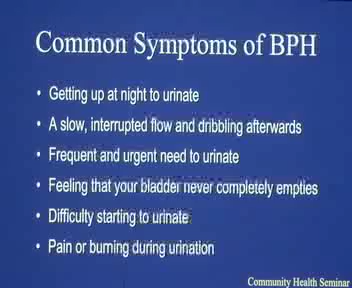 Common Symptoms of BPH
• Getting up at night to urinate
• A slow, interrupted flow and dribbling afterwards
• Frequent and urgent need to urinate
• Feeling that your bladder never completely empties
• Difficulty starting to urinate
• Pain or burning during urination
Community Health Seminar